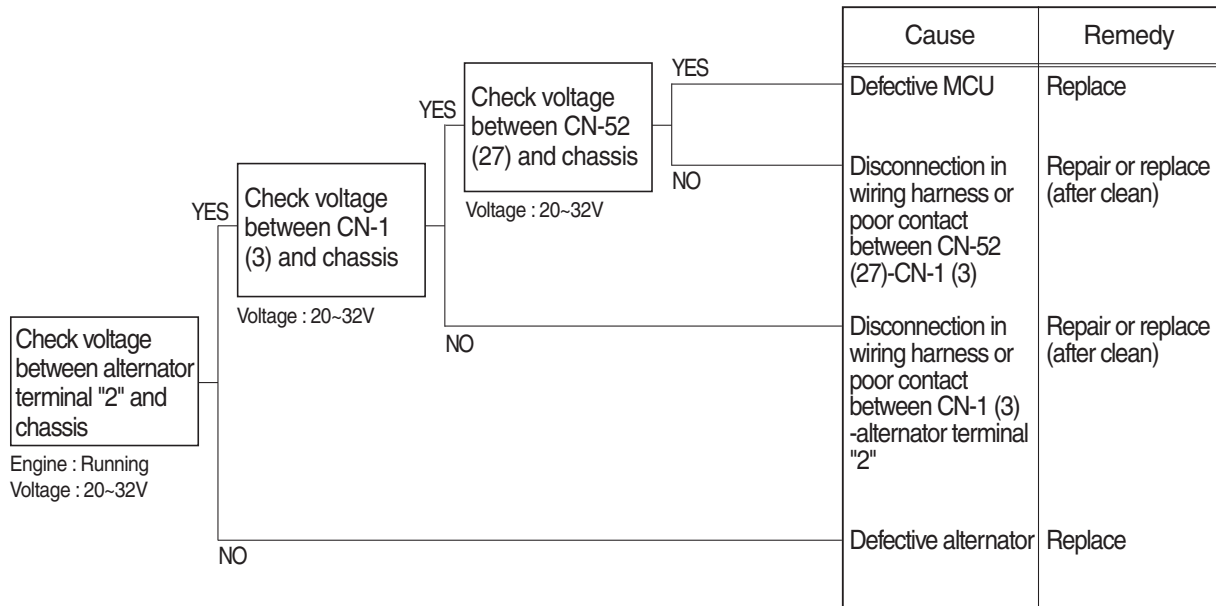 Cause
Remedy
YES
Defective MCU
Replace
YES
Check voltage
between CN-52
(27) and chassis
NO
Voltage : 20~32V
Disconnection in
wiring harness or
poor contact
between CN-52
(27)-CN-1 (3)
Repair or replace
(after clean)
YES
Check voltage
between CN-1
(3) and chassis
Voltage : 20~32V
NO
Disconnection in
wiring harness or
poor contact
between CN-1 (3)
-alternator terminal
"2"
Repair or replace
(after clean)
Check voltage
between alternator
terminal "2" and
chassis
Engine : Running
Voltage : 20~32V
NO
Defective alternator
Replace